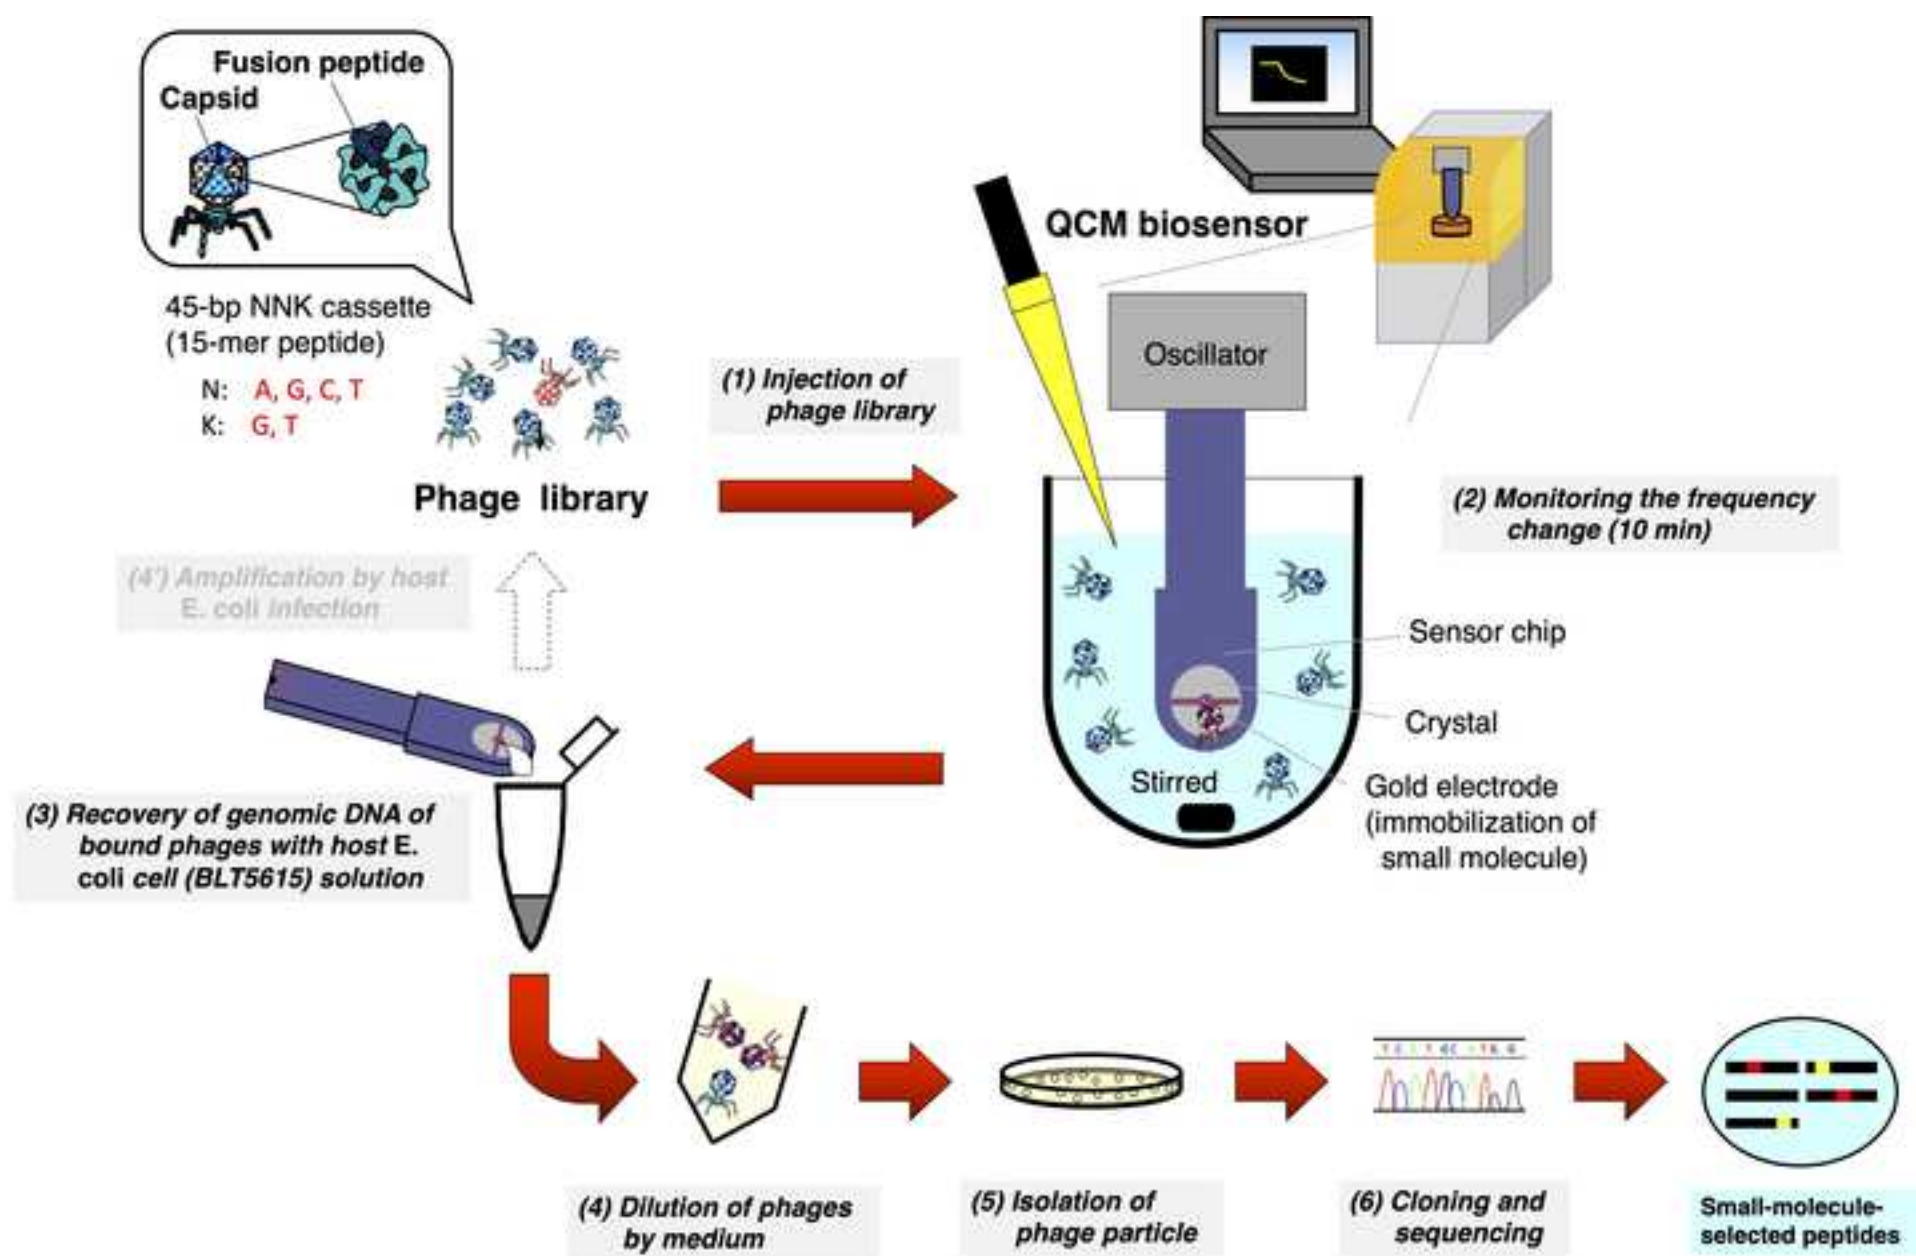 Fusion peptide
Capsid
45-bp NNK cassette
(15-mer peptide)
N: A, G, C, T
K: G, T
Phage library
(1) Injection of
phage library
QCM biosensor
Oscillator
(2) Monitoring the frequency
change (10 min)
Sensor chip
Crystal
Gold electrode
(immobilization of
small molecule)
Stirred
(4') Amplification by host
E. coli infection
(3) Recovery of genomic DNA of
bound phages with host E.
coli cell (BLT5615) solution
(4) Dilution of phages
by medium
(5) Isolation of
phage particle
(6) Cloning and
sequencing
Small-molecule-
selected peptides